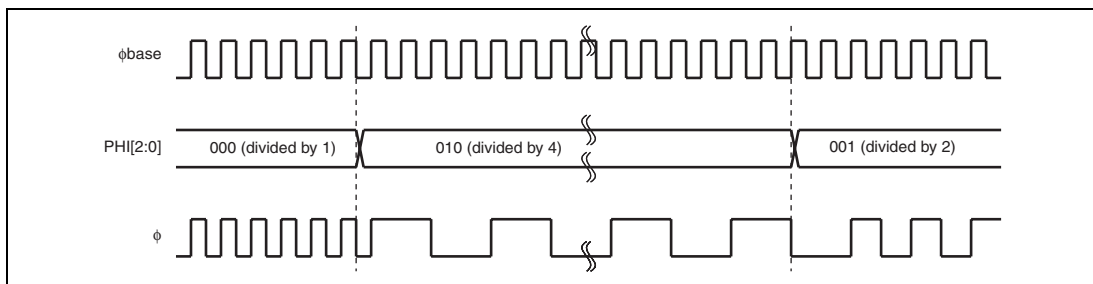 ϕbase
PHI[2:0]
000 (divided by 1)
010 (divided by 4)
001 (divided by 2)
ϕ